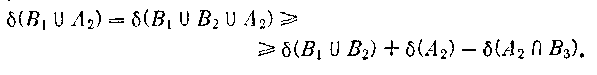 δ(B₁ ∪ A₂) = δ(B₁ ∪ B₂ ∪ A₂) ⩾
⩾ δ(B₁ ∪ B₂) + δ(A₂) − δ(A₂ ∩ B₃).